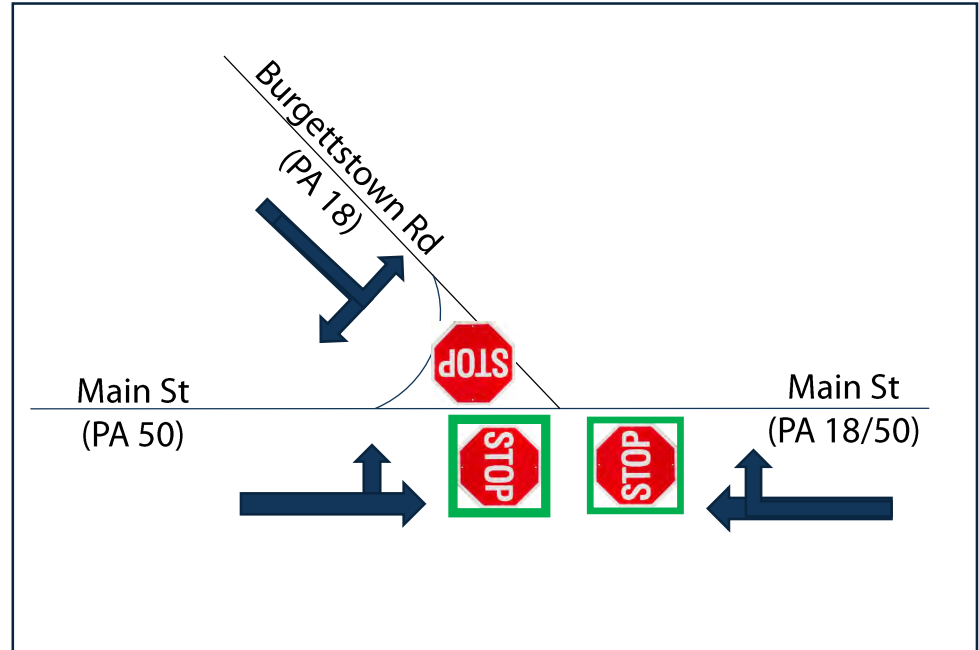 Burgettstown Rd
(PA 18)
STOP
Main St
(PA 50)
Main St
(PA 18/50)
STOP
STOP